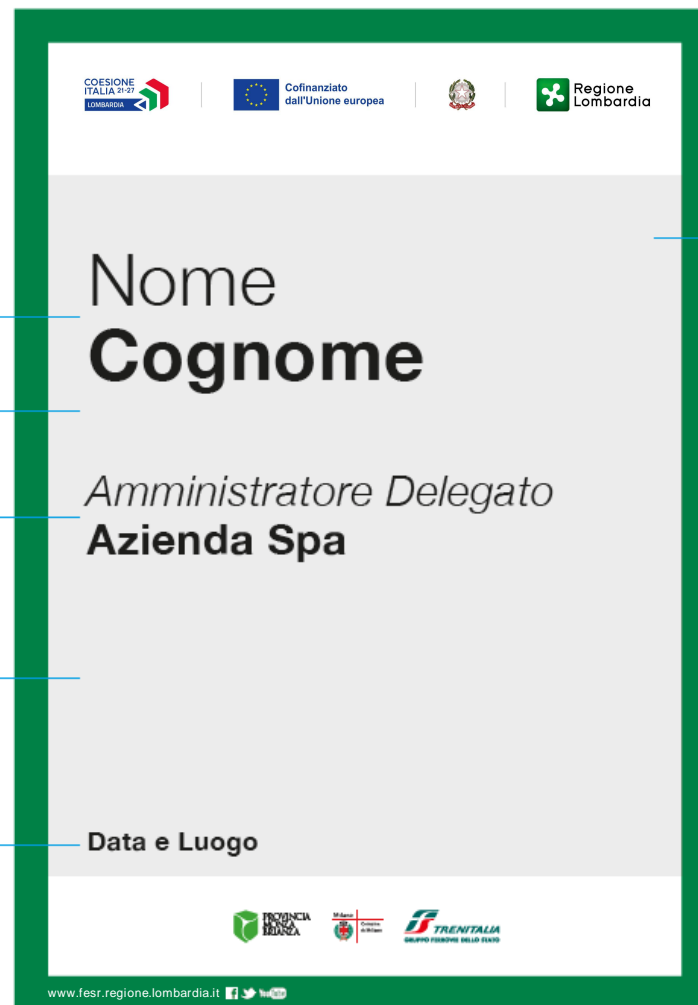 COESIONE
ITALIA 21-27
LOMBARDIA
Cofinanziato
dall'Unione europea
Regione
Lombardia
Nome
Cognome
Amministratore Delegato
Azienda Spa
Data e Luogo
PROVINCIA
MONZA
BRIANZA
Milano
Comune
di Milano
TRENITALIA
GRUPPO FERROVIE DELLO STATO
www.fesr.regione.lombardia.it
YouTube